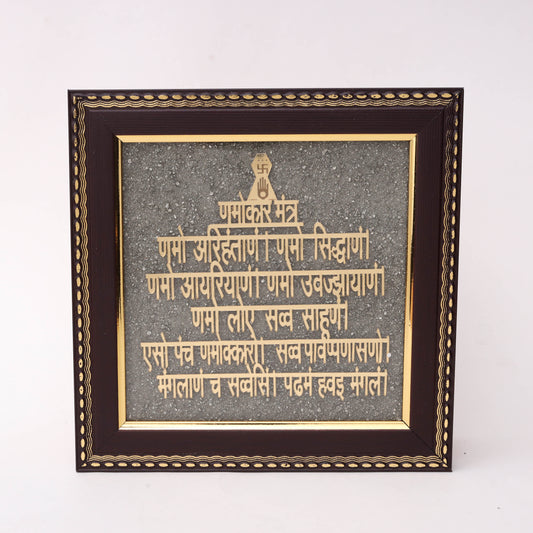 णमोकार मंत्र
णमो अरिहंताणं। णमो सिद्धाणं।
णमो आयरियाणं। णमो उवज्झायाणं।
णमो लोए सव्व साहूणं।
एसो पंच णमोक्कारो। सव्व पावप्पणासणो।
मंगलाणं च सव्वेसिं। पढमं हवइ मंगलं।